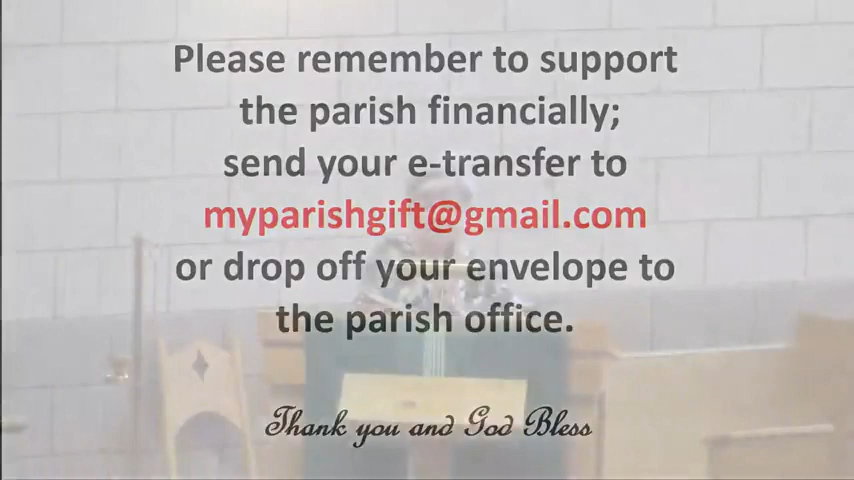 Please remember to support
the parish financially;
send your e-transfer to
myparishgift@gmail.com
or drop off your envelope to
the parish office.
Thank you and God Bless